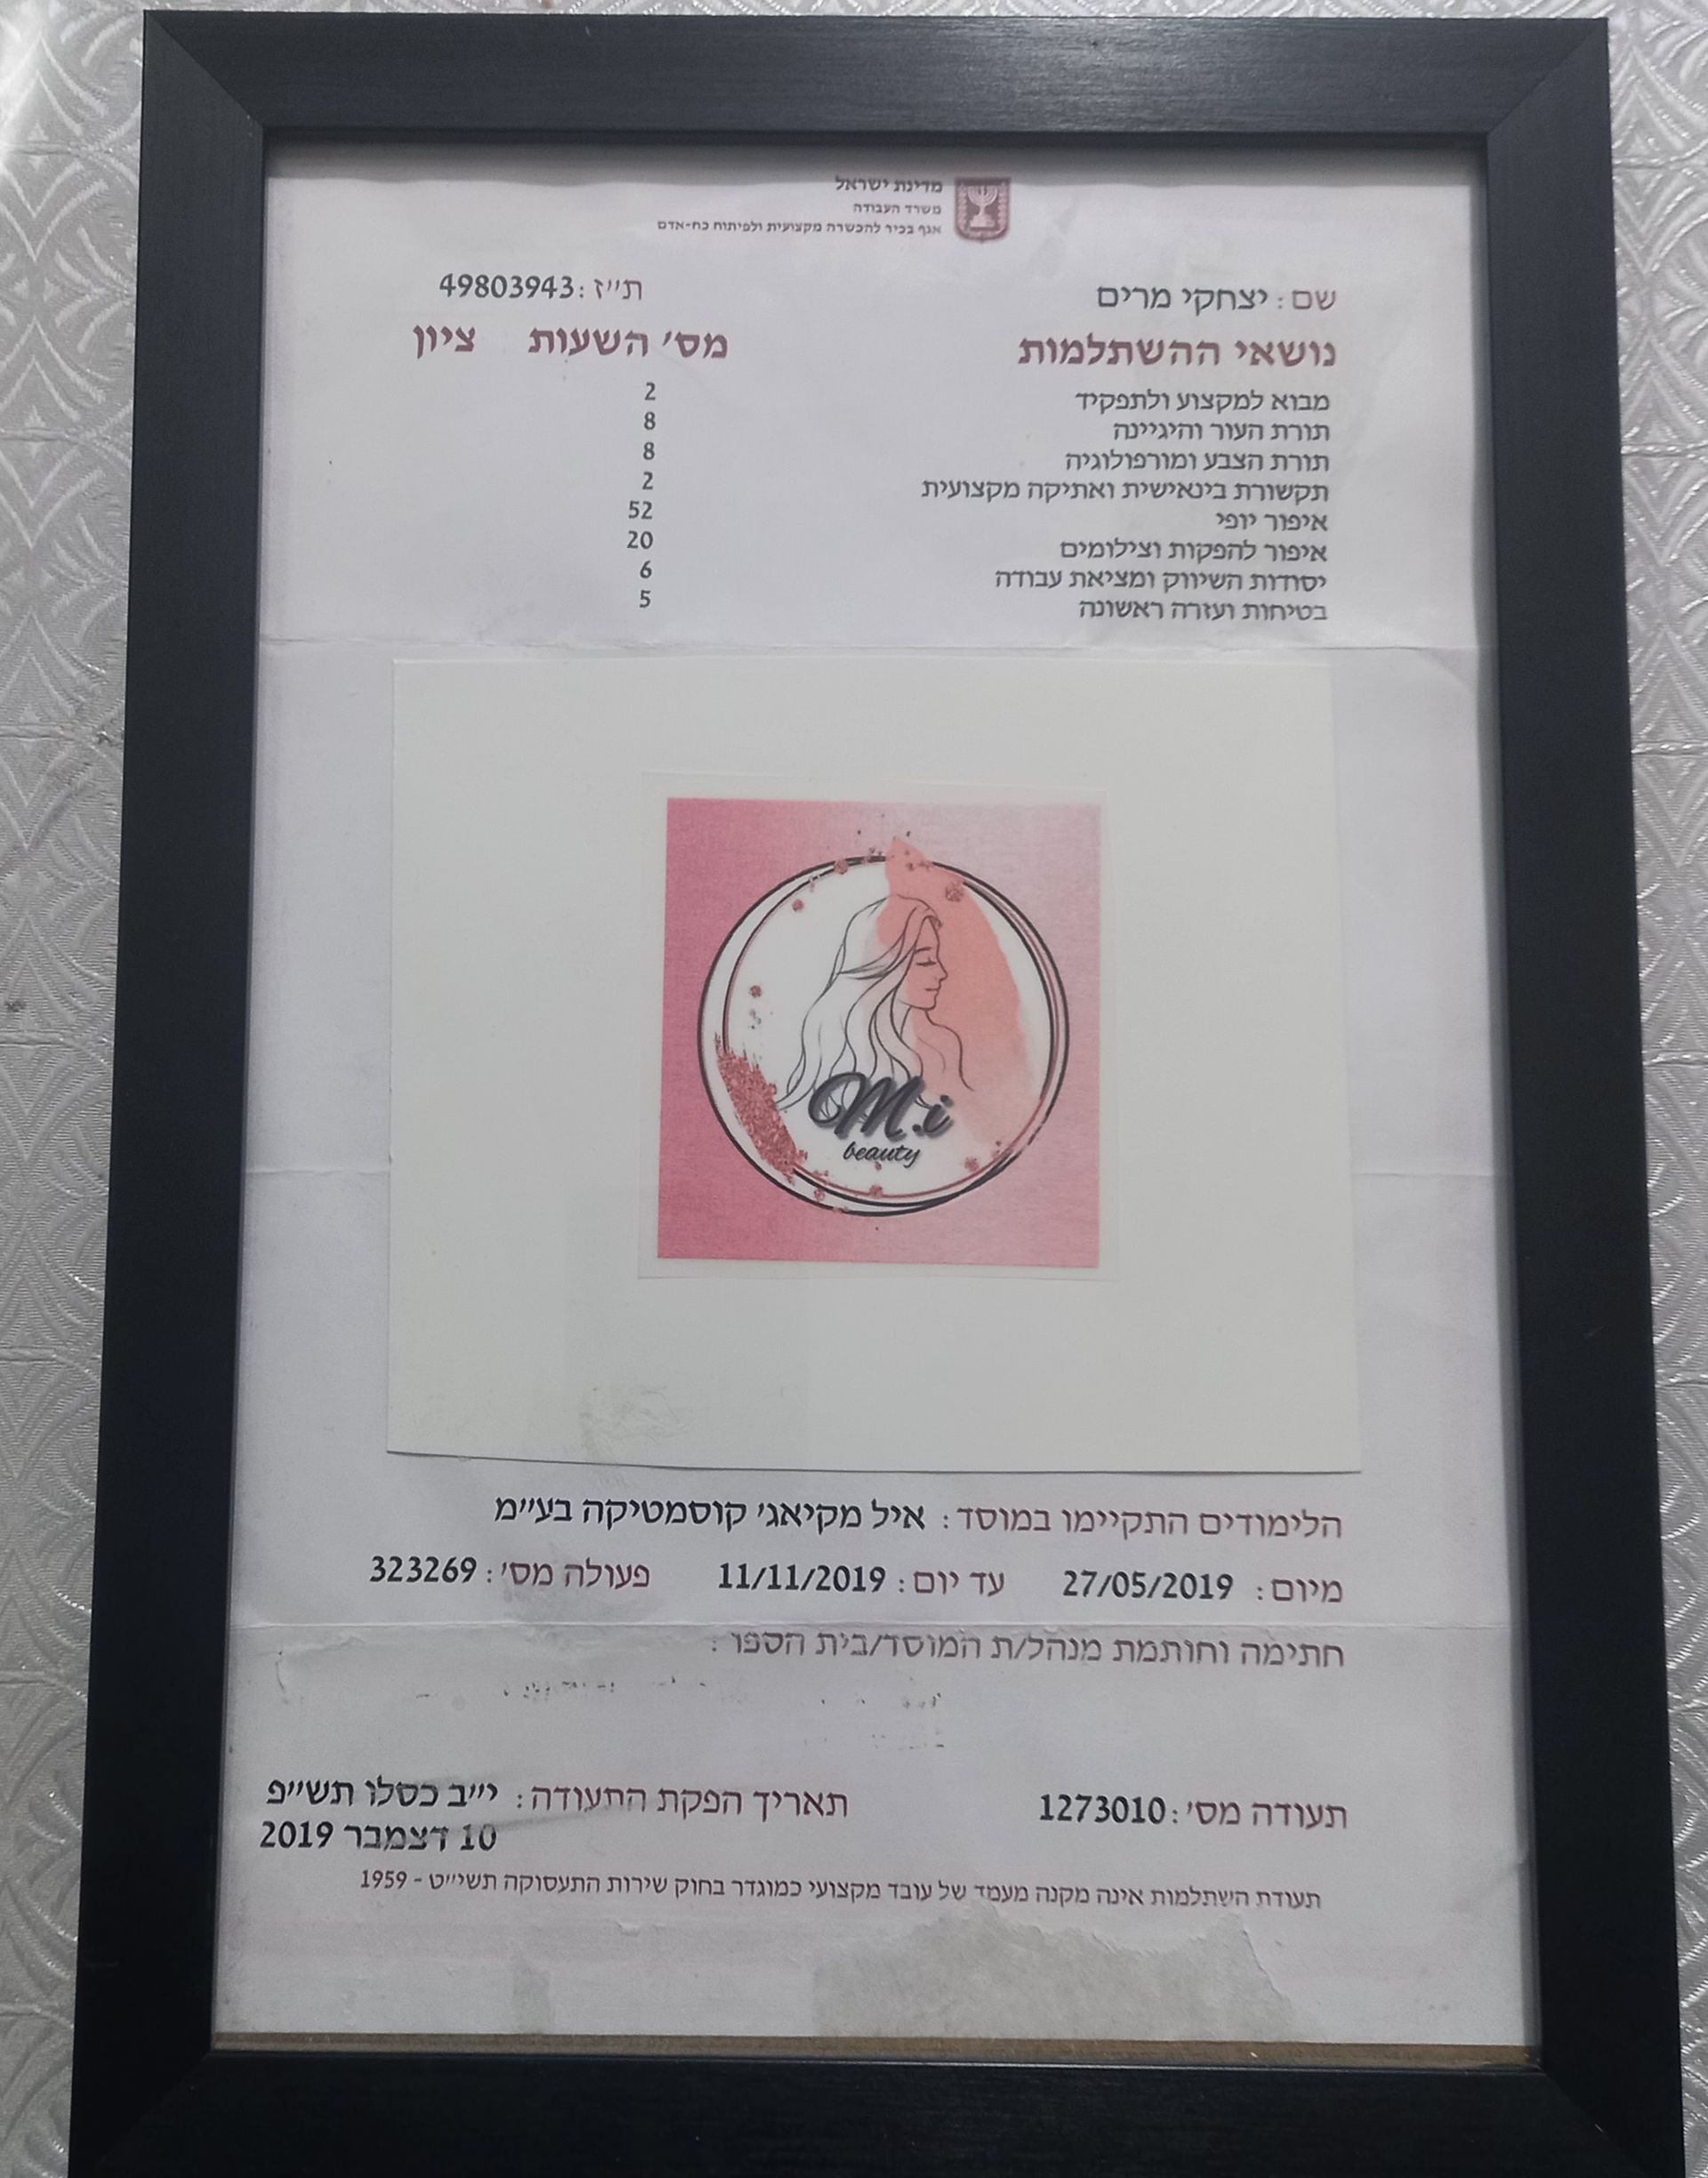 מדינת ישראל
משרד העבודה
אגף בכיר להכשרה מקצועית ולפיתוח כח-אדם
שם: יצחקי מרים ת״ז: 49803943
נושאי ההשתלמות מס׳ השעות ציון
מבוא למקצוע ולתפקיד 2
תורת העור והיגיינה 8
תורת הצבע ומורפולוגיה 8
תקשורת בינאישית ואתיקה מקצועית 2
איפור יופי 52
איפור להפקות וצילומים 20
יסודות השיווק ומציאת עבודה 6
בטיחות ועזרה ראשונה 5
M.i
beauty
הלימודים התקיימו במוסד: איל מקיאג׳ קוסמטיקה בע״מ
מיום: 27/05/2019 עד יום: 11/11/2019 פעולה מס׳: 323269
חתימה וחותמת מנהל/ת המוסד/בית הספר:
תעודה מס׳: 1273010 תאריך הפקת התעודה: י״ב כסלו תש״פ
10 דצמבר 2019
תעודת השתלמות אינה מקנה מעמד של עובד מקצועי כמוגדר בחוק שירות התעסוקה תשי״ט - 1959